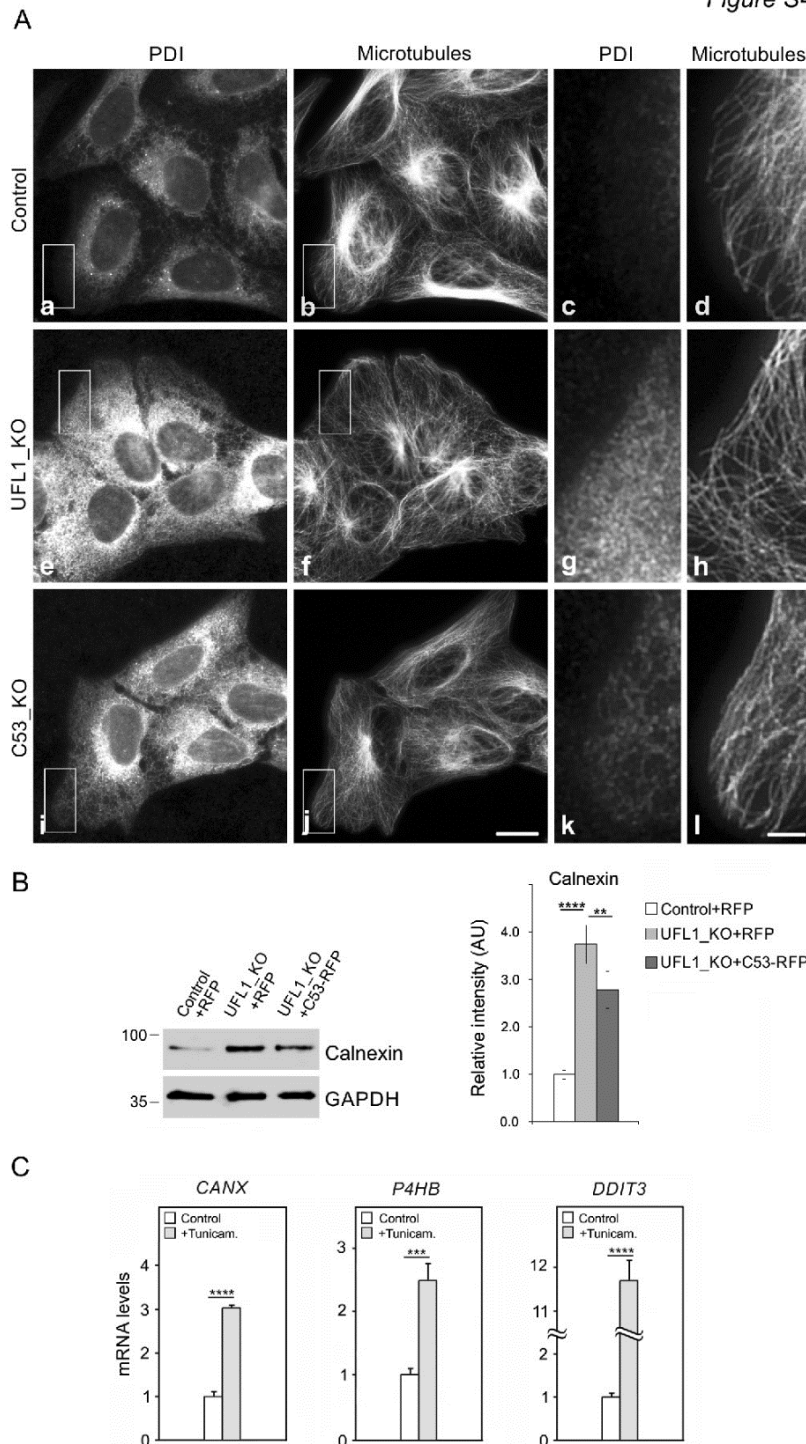 Figure S4
A
PDI Microtubules PDI Microtubules
Control
a b c d
UFL1_KO
e f g h
C53_KO
i j k l
B
Control +RFP
UFL1_KO +RFP
UFL1_KO +C53-RFP
100
Calnexin
35
GAPDH
Calnexin
Relative intensity (AU)
4.0
3.0
2.0
1.0
0.0
**** **
Control+RFP
UFL1_KO+RFP
UFL1_KO+C53-RFP
C
CANX P4HB DDIT3
mRNA levels
Control
+Tunicam.
****
4
3
2
1
0
Control
+Tunicam.
***
3
2
1
0
Control
+Tunicam.
****
12
11
2
1
0